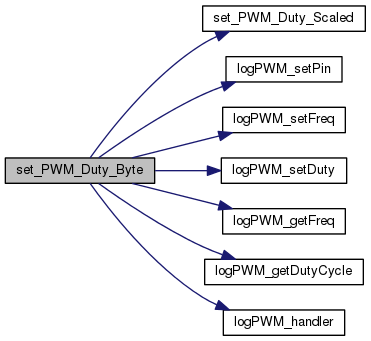 set_PWM_Duty_Byte
set_PWM_Duty_Scaled
logPWM_setPin
logPWM_setFreq
logPWM_setDuty
logPWM_getFreq
logPWM_getDutyCycle
logPWM_handler